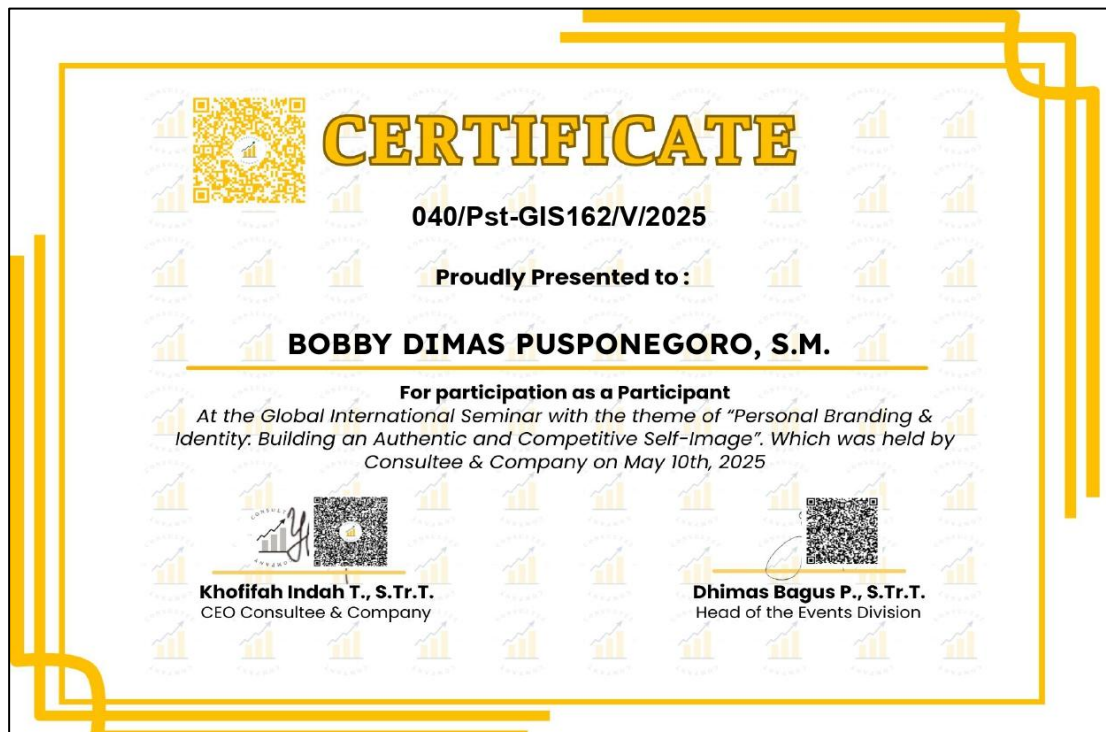 CERTIFICATE
040/Pst-GIS162/V/2025
Proudly Presented to :
BOBBY DIMAS PUSPONEGORO, S.M.
For participation as a Participant
At the Global International Seminar with the theme of “Personal Branding &
Identity: Building an Authentic and Competitive Self-Image”. Which was held by
Consultee & Company on May 10th, 2025
Khofifah Indah T., S.Tr.T.
CEO Consultee & Company
Dhimas Bagus P., S.Tr.T.
Head of the Events Division